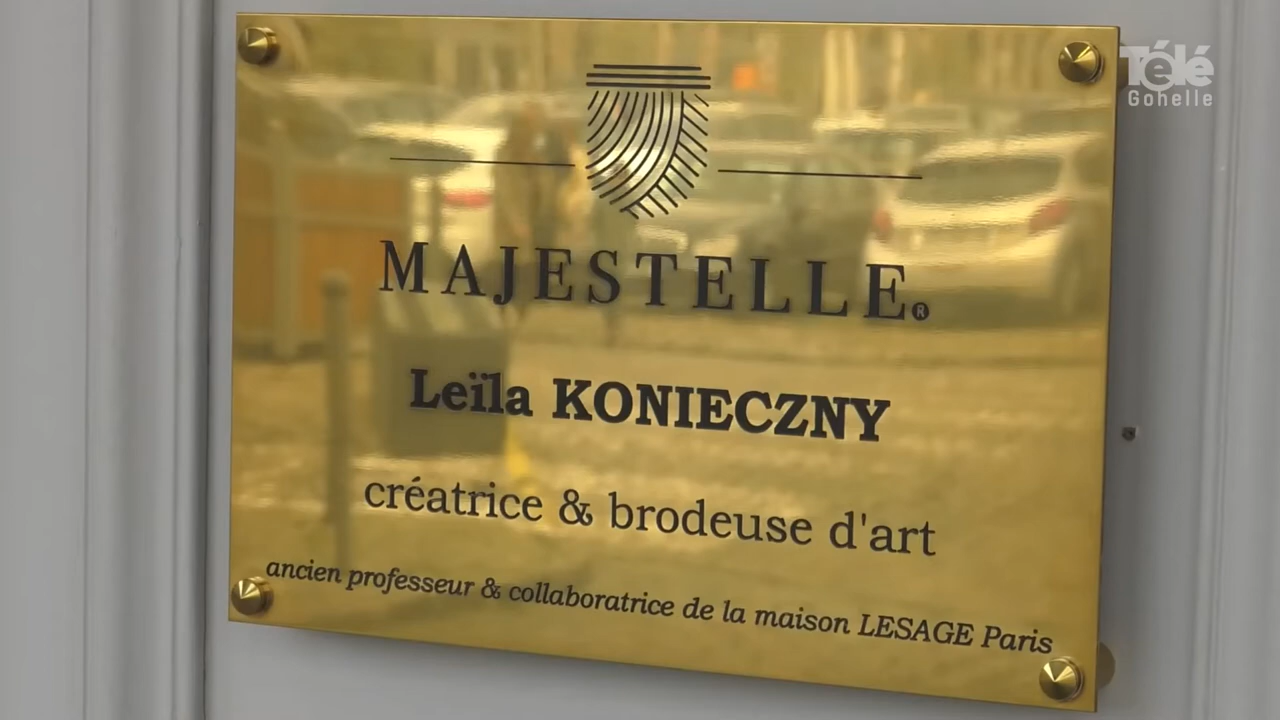 Télé
Gohelle
MAJESTELLE®
Leïla KONIECZNY
créatrice & brodeuse d'art
ancien professeur & collaboratrice de la maison LESAGE Paris